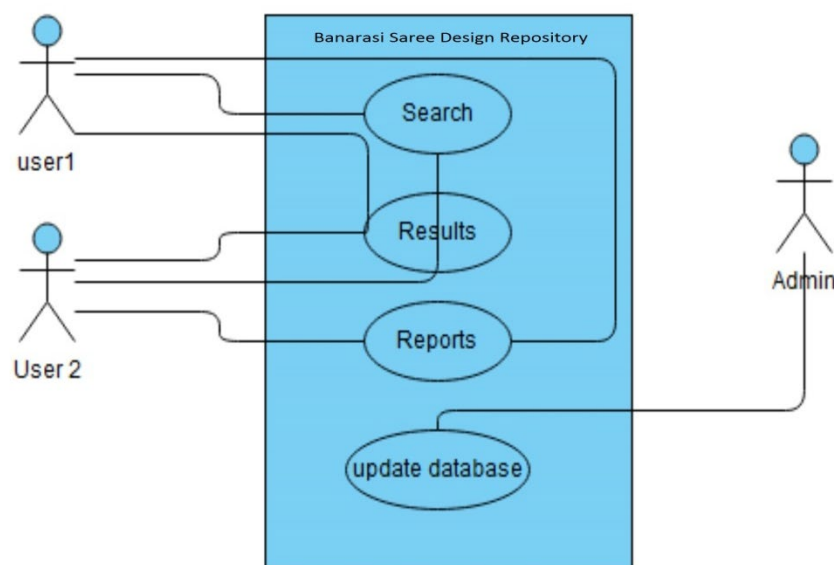 Banarasi Saree Design Repository
Search
user1
Results
Admin
Reports
User 2
update database